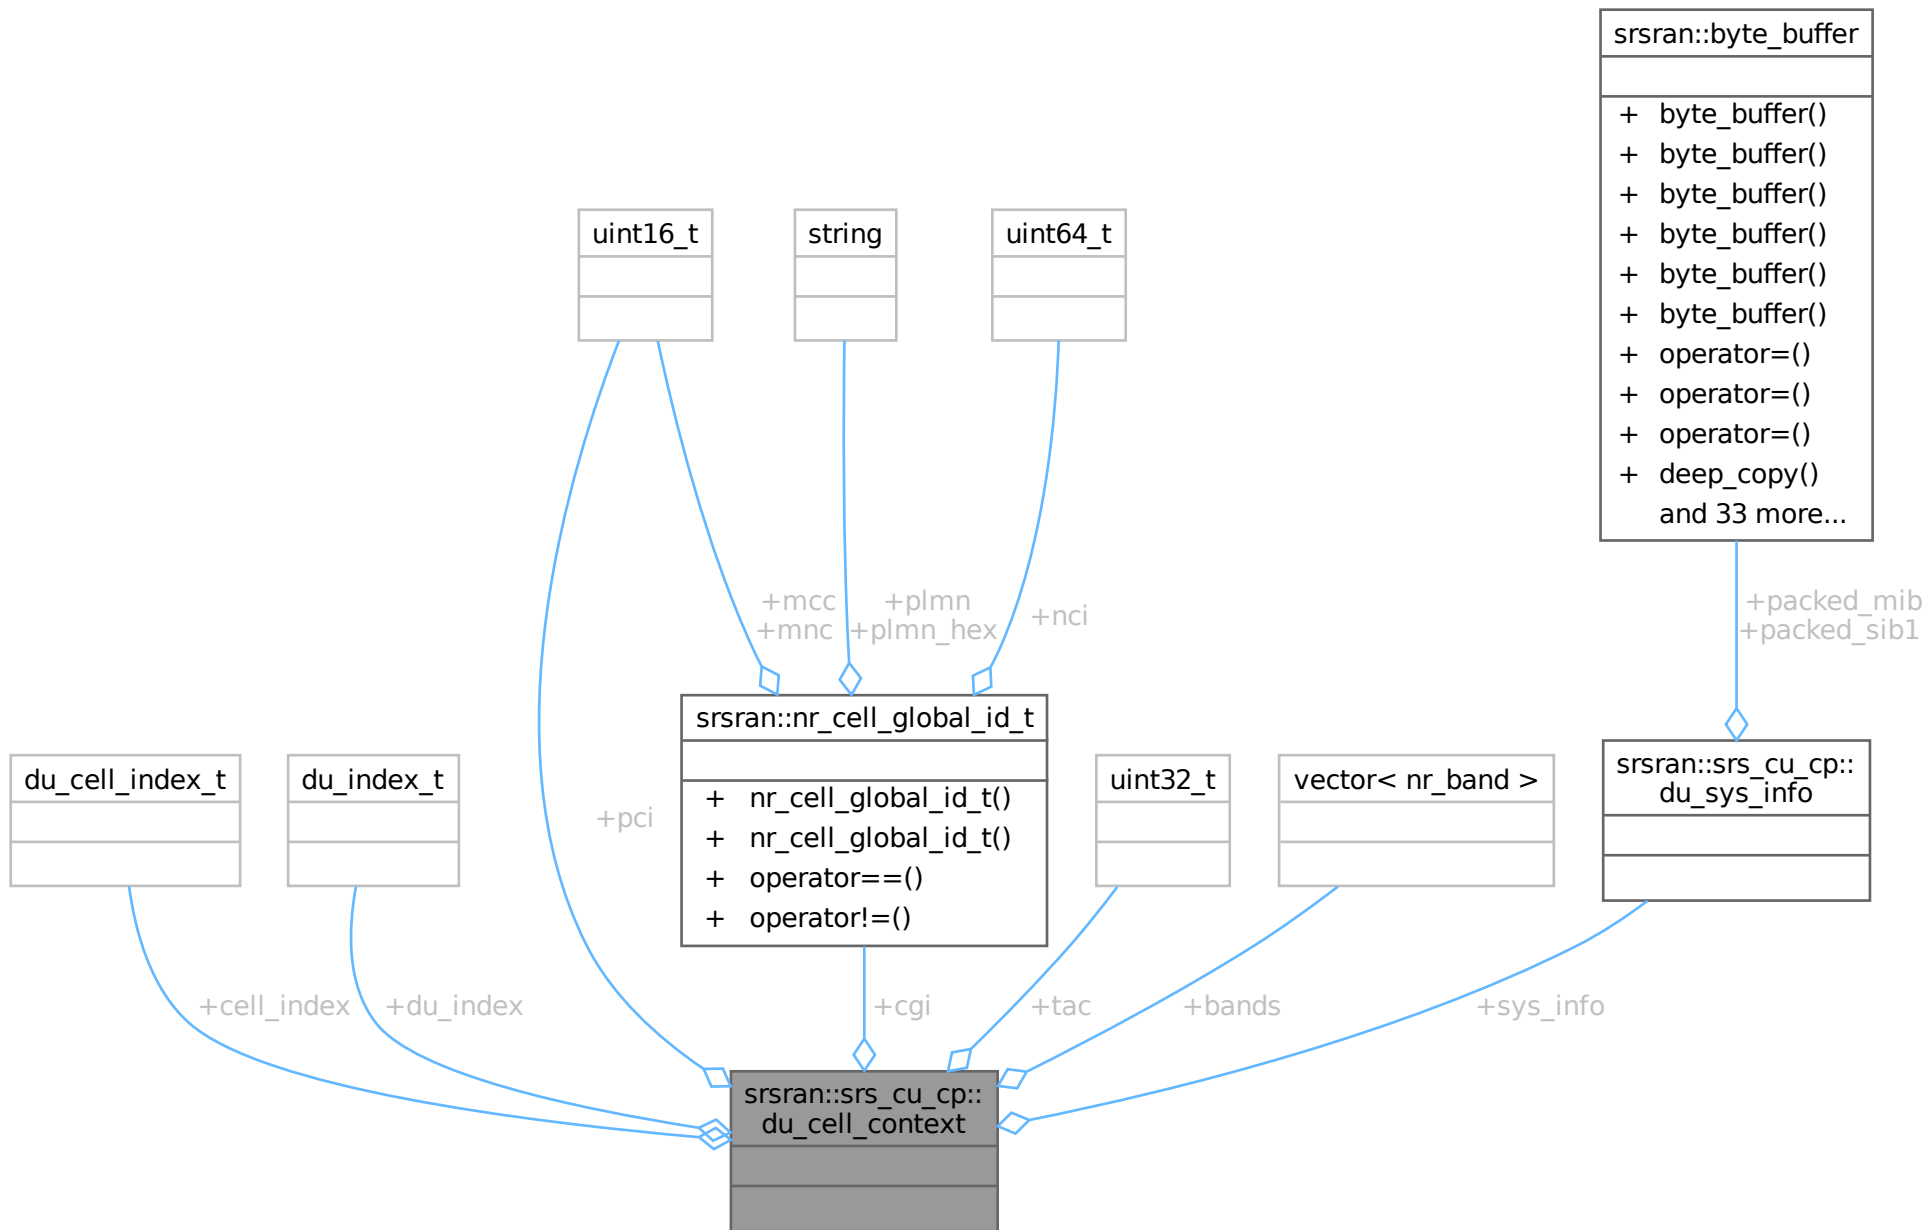 srsran::byte_buffer
+ byte_buffer()
+ byte_buffer()
+ byte_buffer()
+ byte_buffer()
+ byte_buffer()
+ byte_buffer()
+ operator=()
+ operator=()
+ operator=()
+ deep_copy()
and 33 more...
uint16_t
string
uint64_t
+mcc
+mnc
+plmn
+plmn_hex
+nci
+packed_mib
+packed_sib1
du_cell_index_t
du_index_t
+pci
srsran::nr_cell_global_id_t
+ nr_cell_global_id_t()
+ nr_cell_global_id_t()
+ operator==()
+ operator!=()
uint32_t
vector< nr_band >
srsran::srs_cu_cp::
du_sys_info
+cell_index
+du_index
+cgi
+tac
+bands
+sys_info
srsran::srs_cu_cp::
du_cell_context